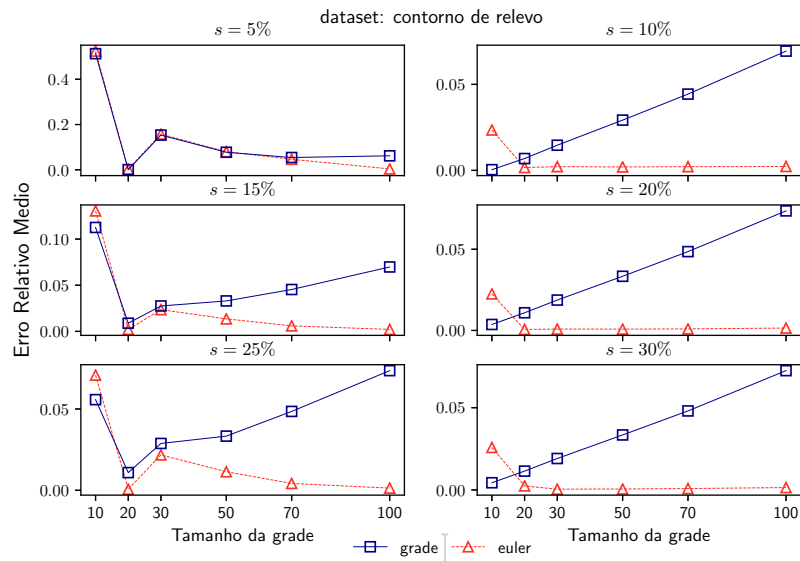 dataset: contorno de relevo
s = 5%
s = 10%
0.4
0.2
0.0
0.05
0.00
s = 15%
s = 20%
Erro Relativo Medio
0.10
0.05
0.00
0.05
0.00
s = 25%
s = 30%
0.05
0.00
0.05
0.00
10 20 30 50 70 100
10 20 30 50 70 100
Tamanho da grade
Tamanho da grade
grade
euler